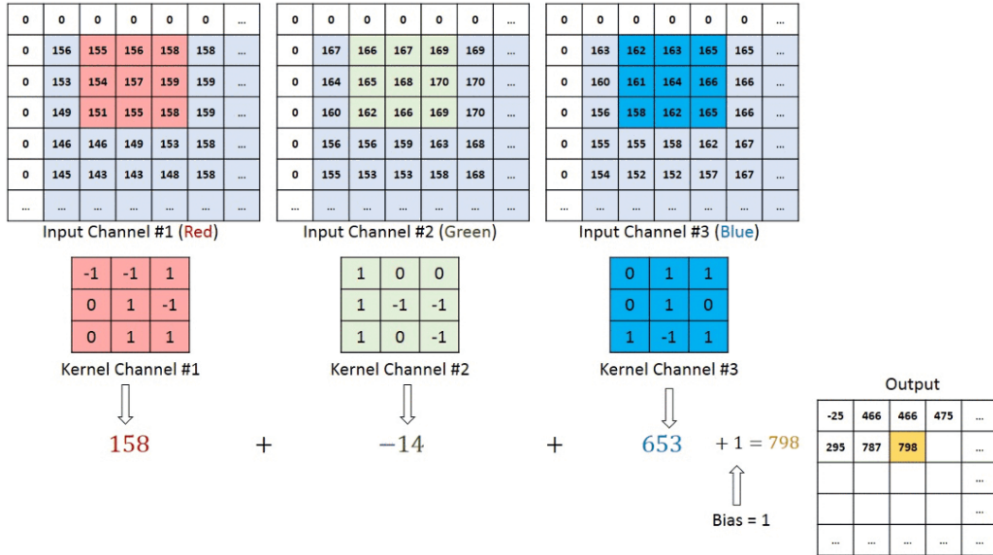 0 0 0 0 0 0 ... 0 0 0 0 0 0 ... 0 0 0 0 0 0 ...
0 156 155 156 158 158 ... 0 167 166 167 169 169 ... 0 163 162 163 165 165 ...
0 153 154 157 159 159 ... 0 164 165 168 170 170 ... 0 160 161 164 166 166 ...
0 149 151 155 158 159 ... 0 160 162 166 169 170 ... 0 156 158 162 165 166 ...
0 146 146 149 153 158 ... 0 156 156 159 163 168 ... 0 155 155 158 162 167 ...
0 145 143 143 148 158 ... 0 155 153 153 158 168 ... 0 154 152 152 157 167 ...
... ... ... ... ... ... ... ... ... ... ... ... ... ... ... ... ... ... ... ... ...
Input Channel #1 (Red) Input Channel #2 (Green) Input Channel #3 (Blue)
-1 -1 1 1 0 0 0 1 1
0 1 -1 1 -1 -1 0 1 0
0 1 1 1 0 -1 1 -1 1
Kernel Channel #1 Kernel Channel #2 Kernel Channel #3
158 + −14 + 653 + 1 = 798
Bias = 1
Output
-25 466 466 475 ...
295 787 798 ...
...
...
... ... ... ... ...